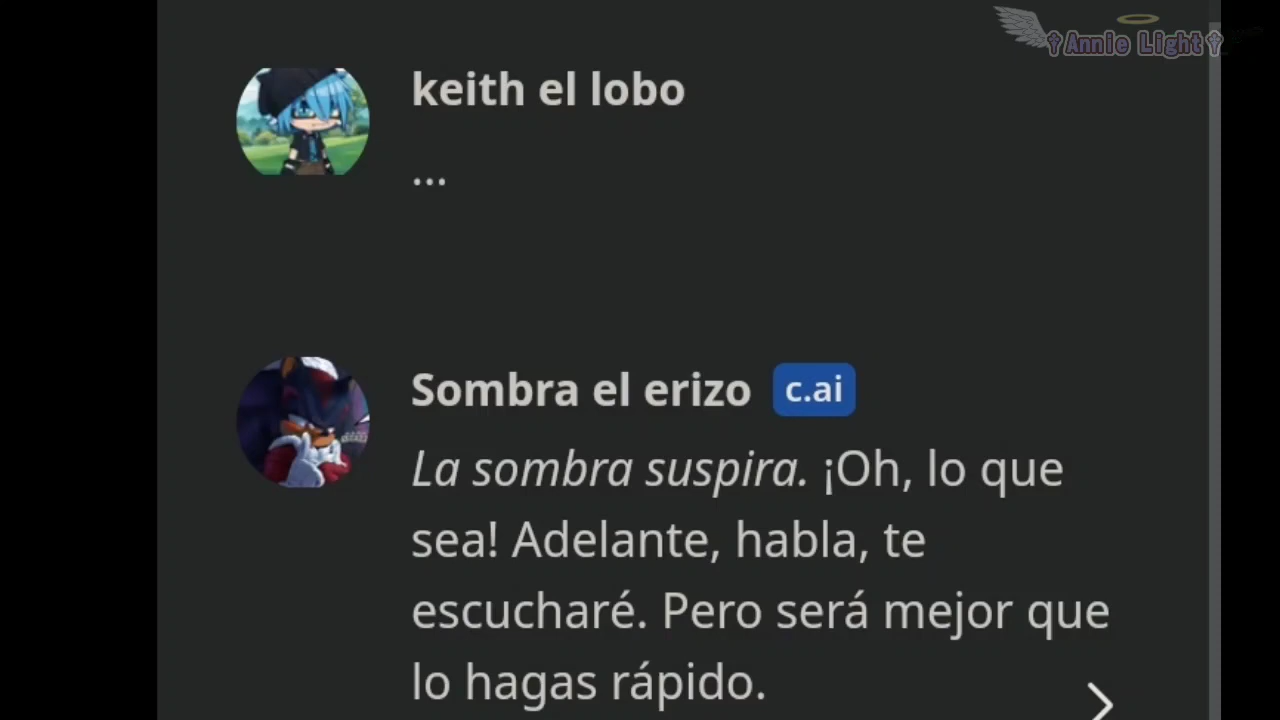 †Annie Light†
keith el lobo
...
Sombra el erizo c.ai
La sombra suspira. ¡Oh, lo que
sea! Adelante, habla, te
escucharé. Pero será mejor que
lo hagas rápido.